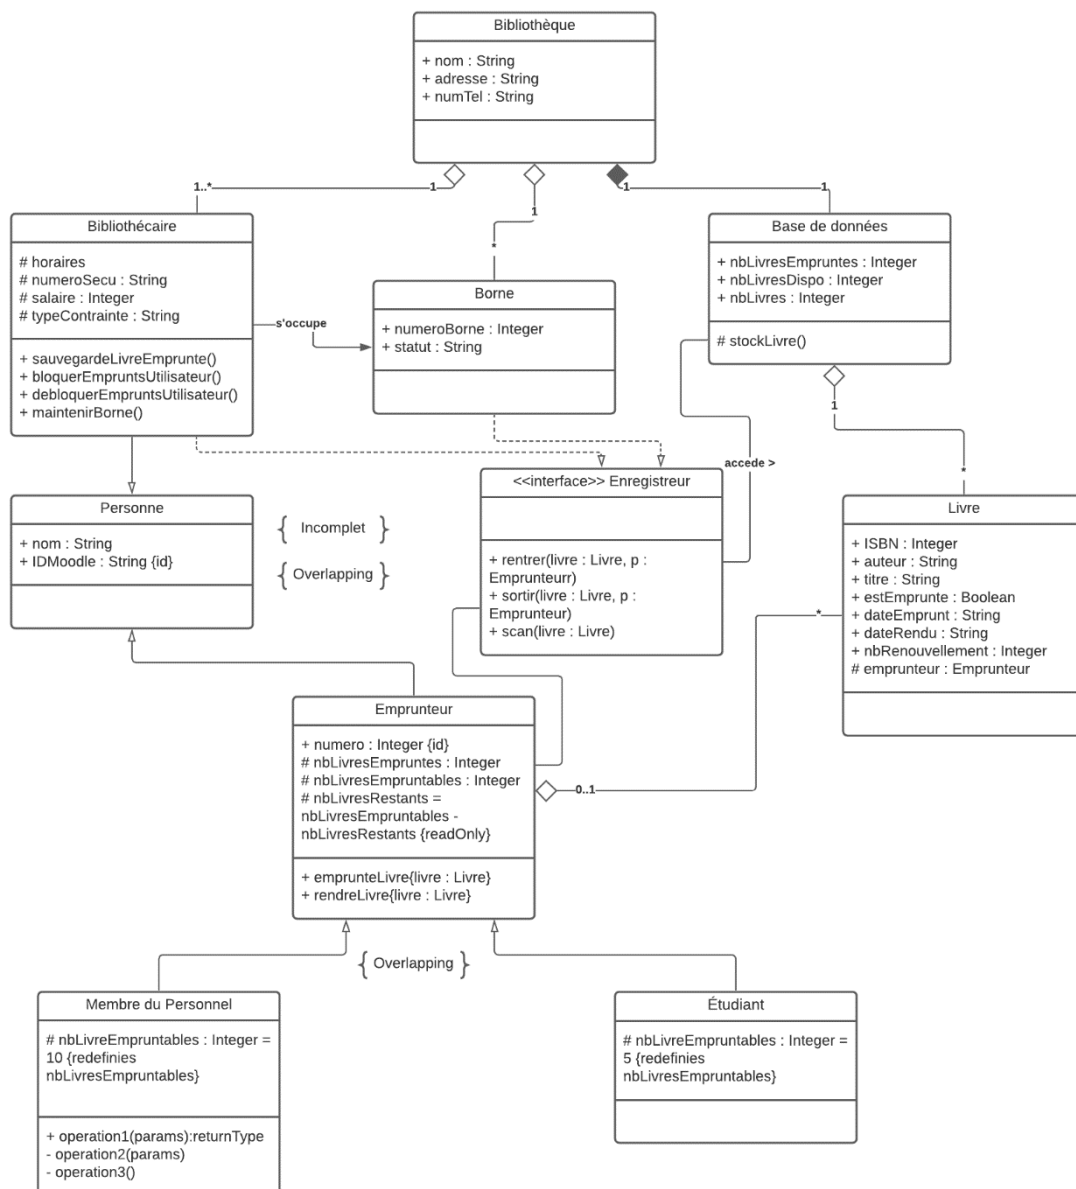 Bibliothèque
+ nom : String
+ adresse : String
+ numTel : String
1..*
1
1
1
1
Bibliothécaire
# horaires
# numeroSecu : String
# salaire : Integer
# typeContrainte : String
+ sauvegardeLivreEmprunte()
+ bloquerEmpruntsUtilisateur()
+ debloquerEmpruntsUtilisateur()
+ maintenirBorne()
s'occupe
*
Borne
+ numeroBorne : Integer
+ statut : String
Base de données
+ nbLivresEmpruntes : Integer
+ nbLivresDispo : Integer
+ nbLivres : Integer
# stockLivre()
1
accede >
*
Personne
+ nom : String
+ IDMoodle : String {id}
{ Incomplet }
{ Overlapping }
<<interface>> Enregistreur
+ rentrer(livre : Livre, p :
Emprunteurr)
+ sortir(livre : Livre, p :
Emprunteur)
+ scan(livre : Livre)
Livre
+ ISBN : Integer
+ auteur : String
+ titre : String
+ estEmprunte : Boolean
+ dateEmprunt : String
+ dateRendu : String
+ nbRenouvellement : Integer
# emprunteur : Emprunteur
*
Emprunteur
+ numero : Integer {id}
# nbLivresEmpruntes : Integer
# nbLivresEmpruntables : Integer
# nbLivresRestants =
nbLivresEmpruntables -
nbLivresRestants {readOnly}
+ emprunteLivre{livre : Livre}
+ rendreLivre{livre : Livre}
0..1
{ Overlapping }
Membre du Personnel
# nbLivreEmpruntables : Integer =
10 {redefinies
nbLivresEmpruntables}
+ operation1(params):returnType
- operation2(params)
- operation3()
Étudiant
# nbLivreEmpruntables : Integer =
5 {redefinies
nbLivresEmpruntables}